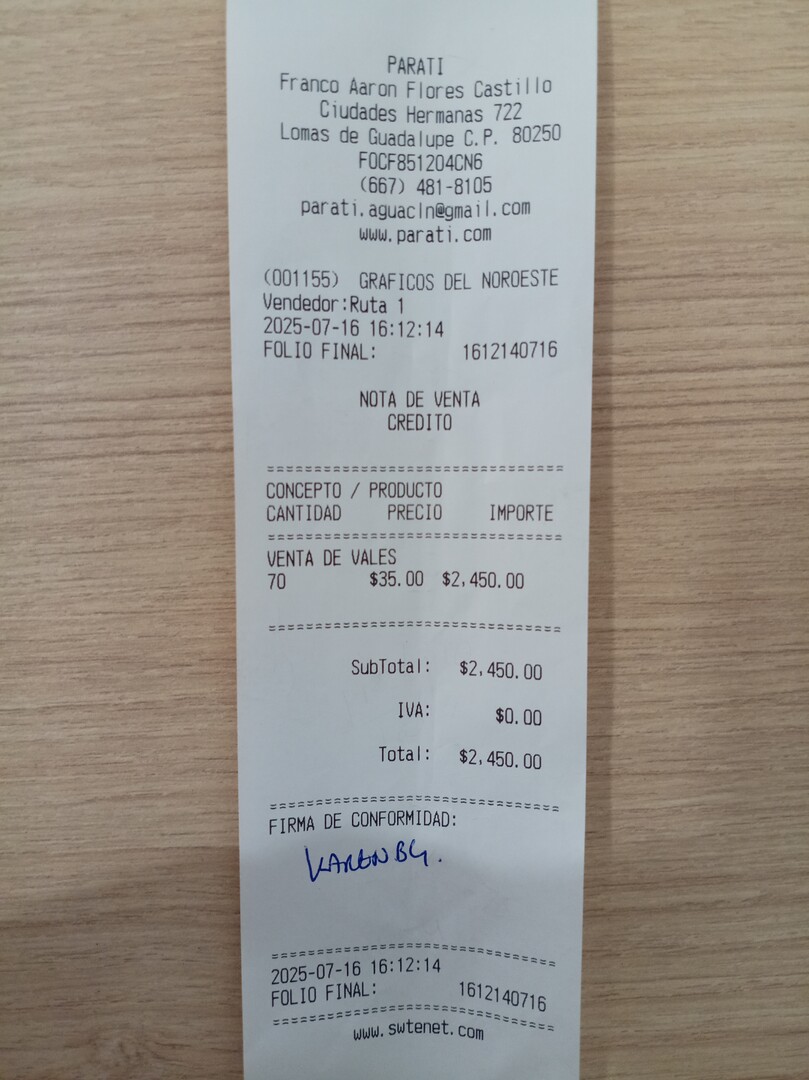 PARATI
Franco Aaron Flores Castillo
Ciudades Hermanas 722
Lomas de Guadalupe C.P. 80250
FOCF851204CN6
(667) 481-8105
parati.aguacln@gmail.com
www.parati.com
(001155) GRAFICOS DEL NOROESTE
Vendedor:Ruta 1
2025-07-16 16:12:14
FOLIO FINAL: 1612140716
NOTA DE VENTA
CREDITO
================================
CONCEPTO / PRODUCTO
CANTIDAD PRECIO IMPORTE
================================
VENTA DE VALES
70 $35.00 $2,450.00
================================
SubTotal: $2,450.00
IVA: $0.00
Total: $2,450.00
================================
FIRMA DE CONFORMIDAD:
KAREN BG.
================================
2025-07-16 16:12:14
FOLIO FINAL: 1612140716
================================
www.swtenet.com